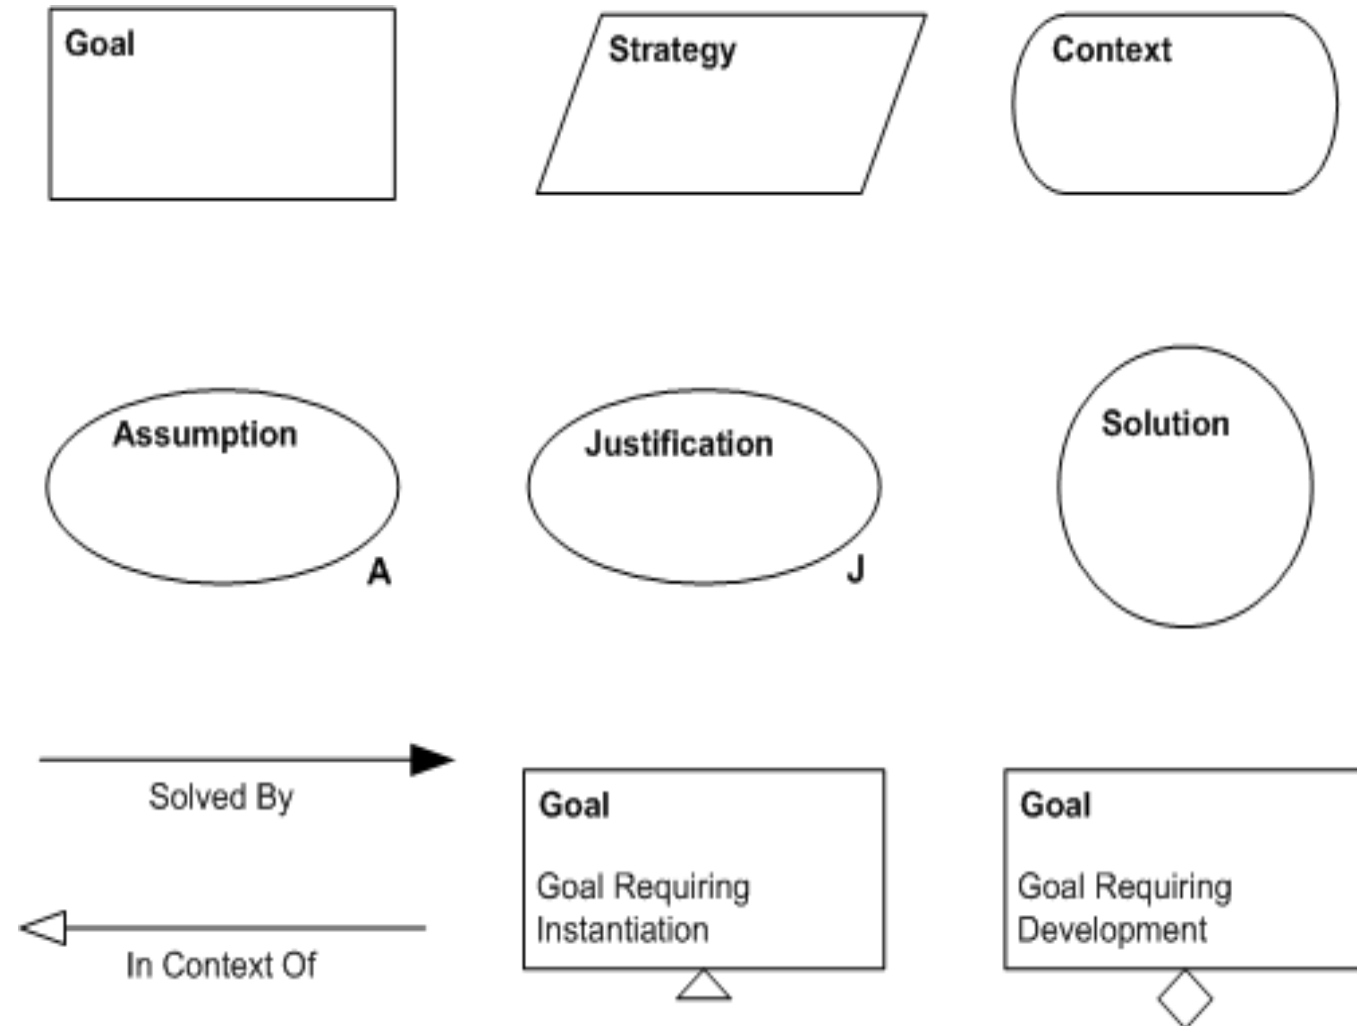 Goal
Strategy
Context
Assumption
A
Justification
J
Solution
Solved By
In Context Of
Goal
Goal Requiring
Instantiation
Goal
Goal Requiring
Development